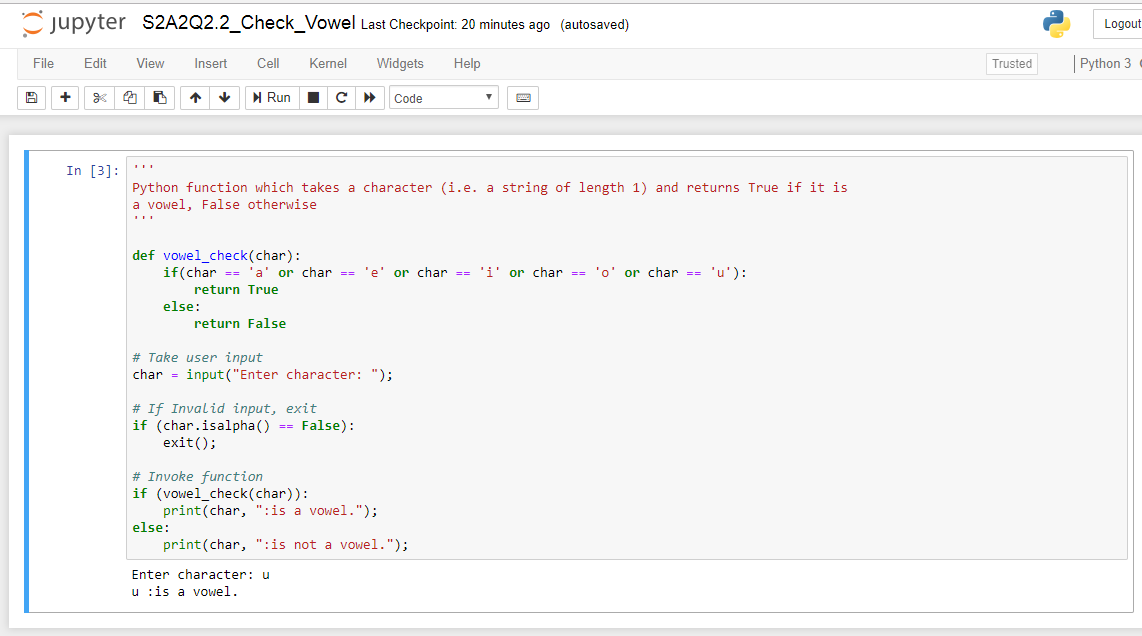 jupyter S2A2Q2.2_Check_Vowel Last Checkpoint: 20 minutes ago (autosaved)
Logout
File Edit View Insert Cell Kernel Widgets Help Trusted Python 3
Run Code
In [3]: '''
Python function which takes a character (i.e. a string of length 1) and returns True if it is
a vowel, False otherwise
'''
def vowel_check(char):
    if(char == 'a' or char == 'e' or char == 'i' or char == 'o' or char == 'u'):
        return True
    else:
        return False
# Take user input
char = input("Enter character: ");
# If Invalid input, exit
if (char.isalpha() == False):
    exit();
# Invoke function
if (vowel_check(char)):
    print(char, ":is a vowel.");
else:
    print(char, ":is not a vowel.");
Enter character: u
u :is a vowel.